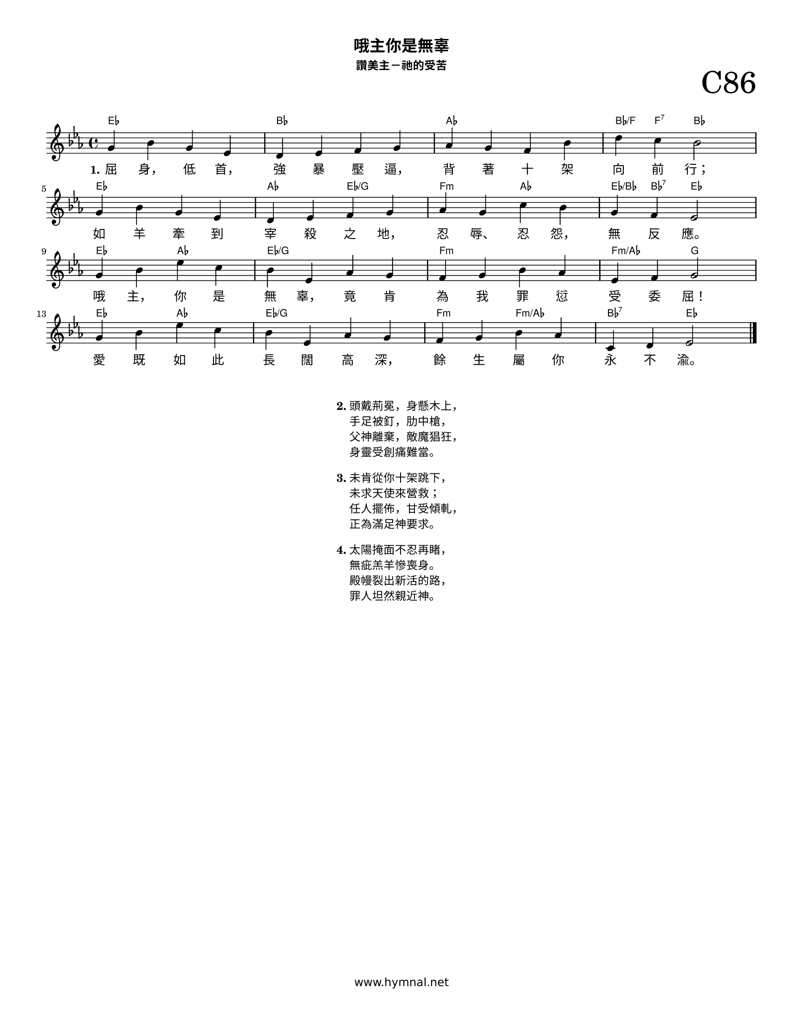 哦主你是無辜
讚美主－祂的受苦
C86
E♭ B♭ A♭ B♭/F F7 B♭
1. 屈 身， 低 首， 強 暴 壓 逼， 背 著 十 架 向 前 行；
5 E♭ A♭ E♭/G Fm A♭ E♭/B♭ B♭7 E♭
如 羊 牽 到 宰 殺 之 地， 忍 辱、 忍 怨， 無 反 應。
9 E♭ A♭ E♭/G Fm Fm/A♭ G
哦 主， 你 是 無 辜， 竟 肯 為 我 罪 愆 受 委 屈！
13 E♭ A♭ E♭/G Fm Fm/A♭ B♭7 E♭
愛 既 如 此 長 闊 高 深， 餘 生 屬 你 永 不 渝。
2. 頭戴荊冕，身懸木上，
手足被釘，肋中槍，
父神離棄，敵魔猖狂，
身靈受創痛難當。
3. 未肯從你十架跳下，
未求天使來營救；
任人擺佈，甘受傾軋，
正為滿足神要求。
4. 太陽掩面不忍再睹，
無疵羔羊慘喪身。
殿幔裂出新活的路，
罪人坦然親近神。
www.hymnal.net